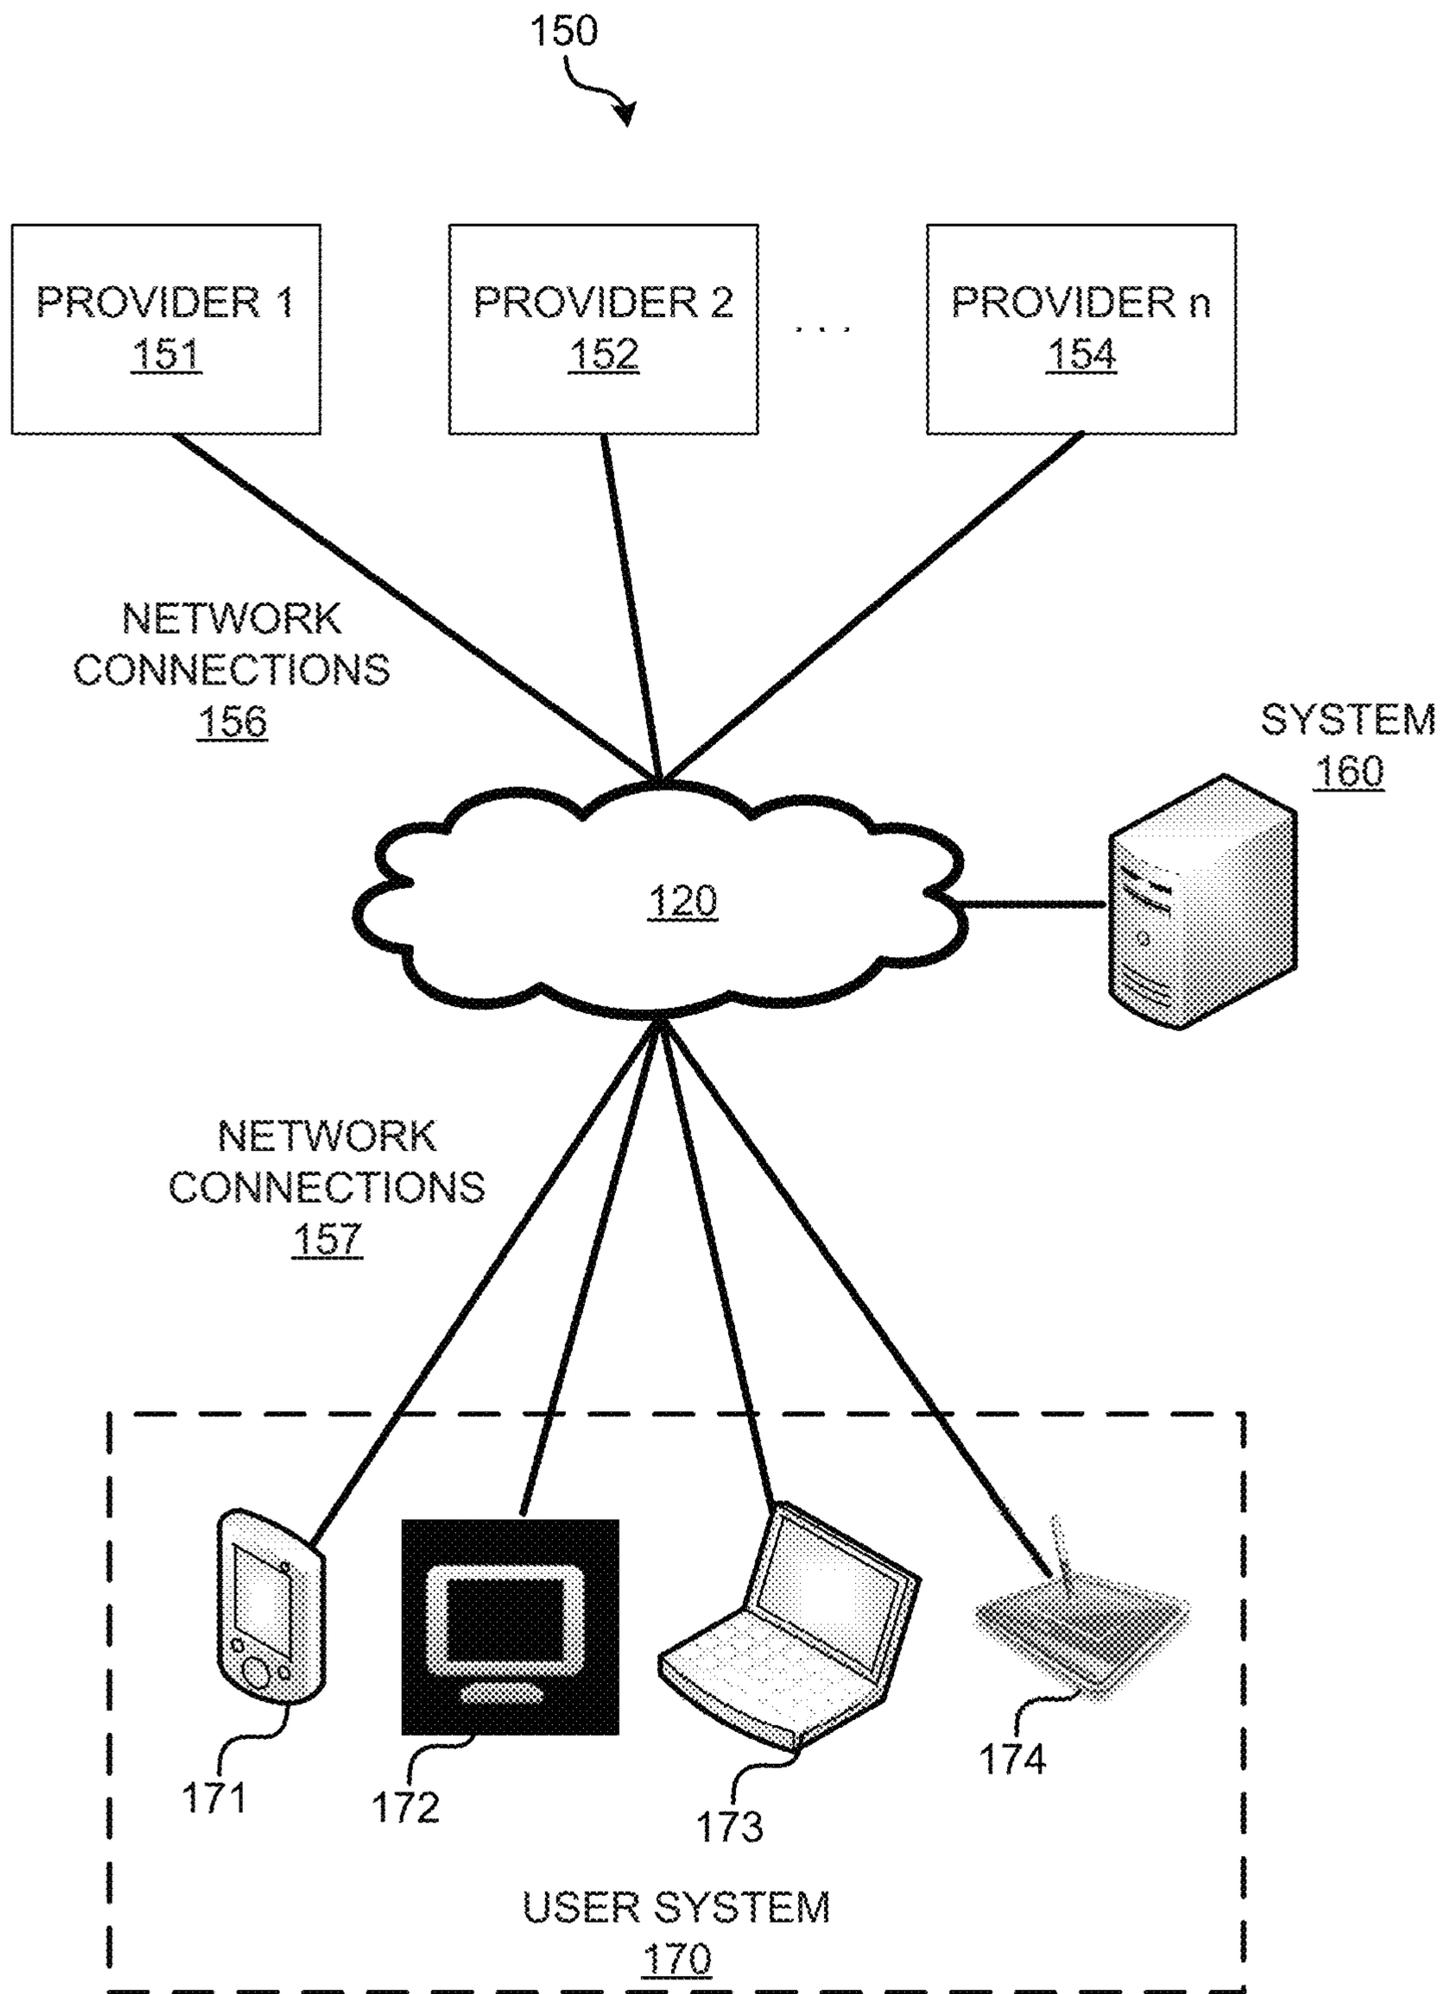 150
PROVIDER 1
151
PROVIDER 2
152
. . .
PROVIDER n
154
NETWORK
CONNECTIONS
156
SYSTEM
160
120
NETWORK
CONNECTIONS
157
171
172
173
174
USER SYSTEM
170